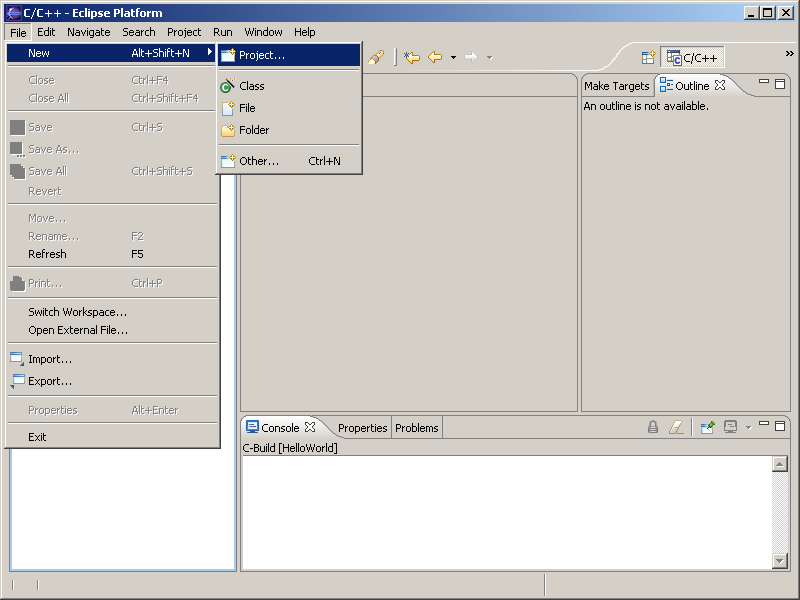 C/C++ - Eclipse Platform
File Edit Navigate Search Project Run Window Help
New Alt+Shift+N
Close Ctrl+F4
Close All Ctrl+Shift+F4
Save Ctrl+S
Save As...
Save All Ctrl+Shift+S
Revert
Move...
Rename... F2
Refresh F5
Print... Ctrl+P
Switch Workspace...
Open External File...
Import...
Export...
Properties Alt+Enter
Exit
Project...
Class
File
Folder
Other... Ctrl+N
C/C++
Make Targets Outline
An outline is not available.
Console Properties Problems
C-Build [HelloWorld]